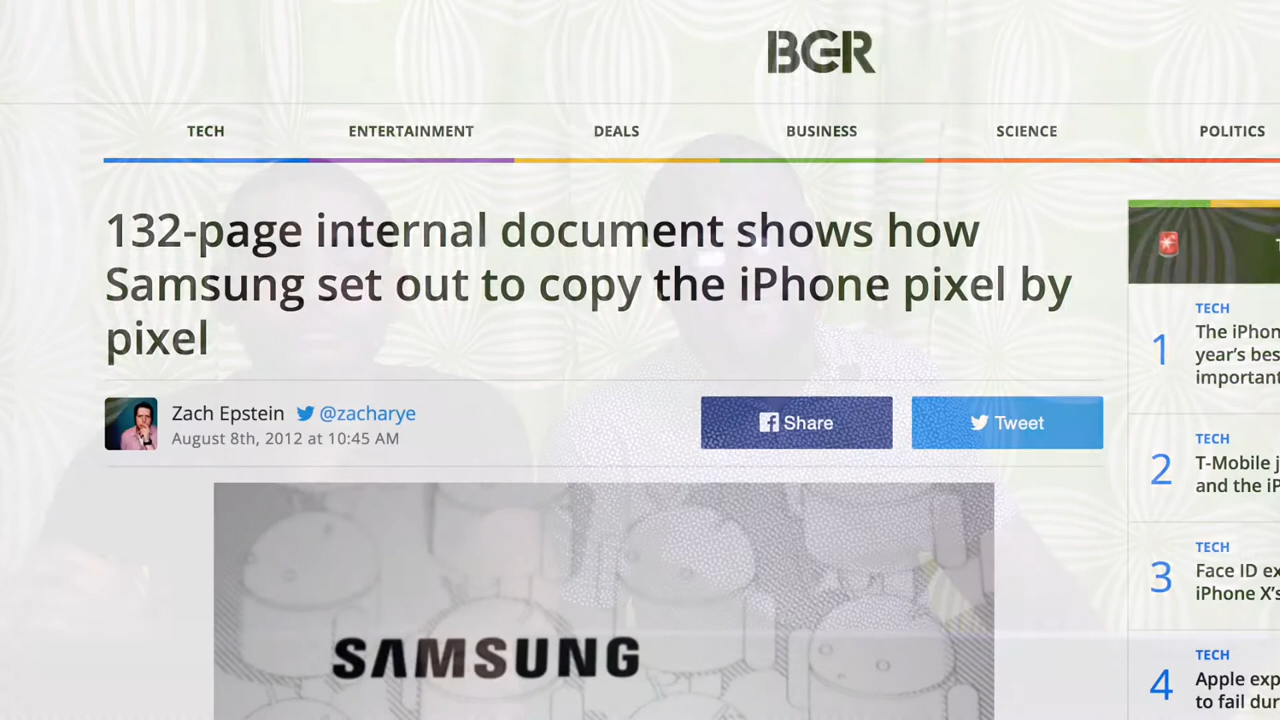 BGR
TECH
ENTERTAINMENT
DEALS
BUSINESS
SCIENCE
POLITICS
132-page internal document shows how
Samsung set out to copy the iPhone pixel by
pixel
Zach Epstein @zacharye
August 8th, 2012 at 10:45 AM
Share
Tweet
SAMSUNG
TECH
1
The iPhon
year's bes
important
TECH
2
T-Mobile j
and the iP
TECH
3
Face ID ex
iPhone X's
TECH
4
Apple exp
to fail dur